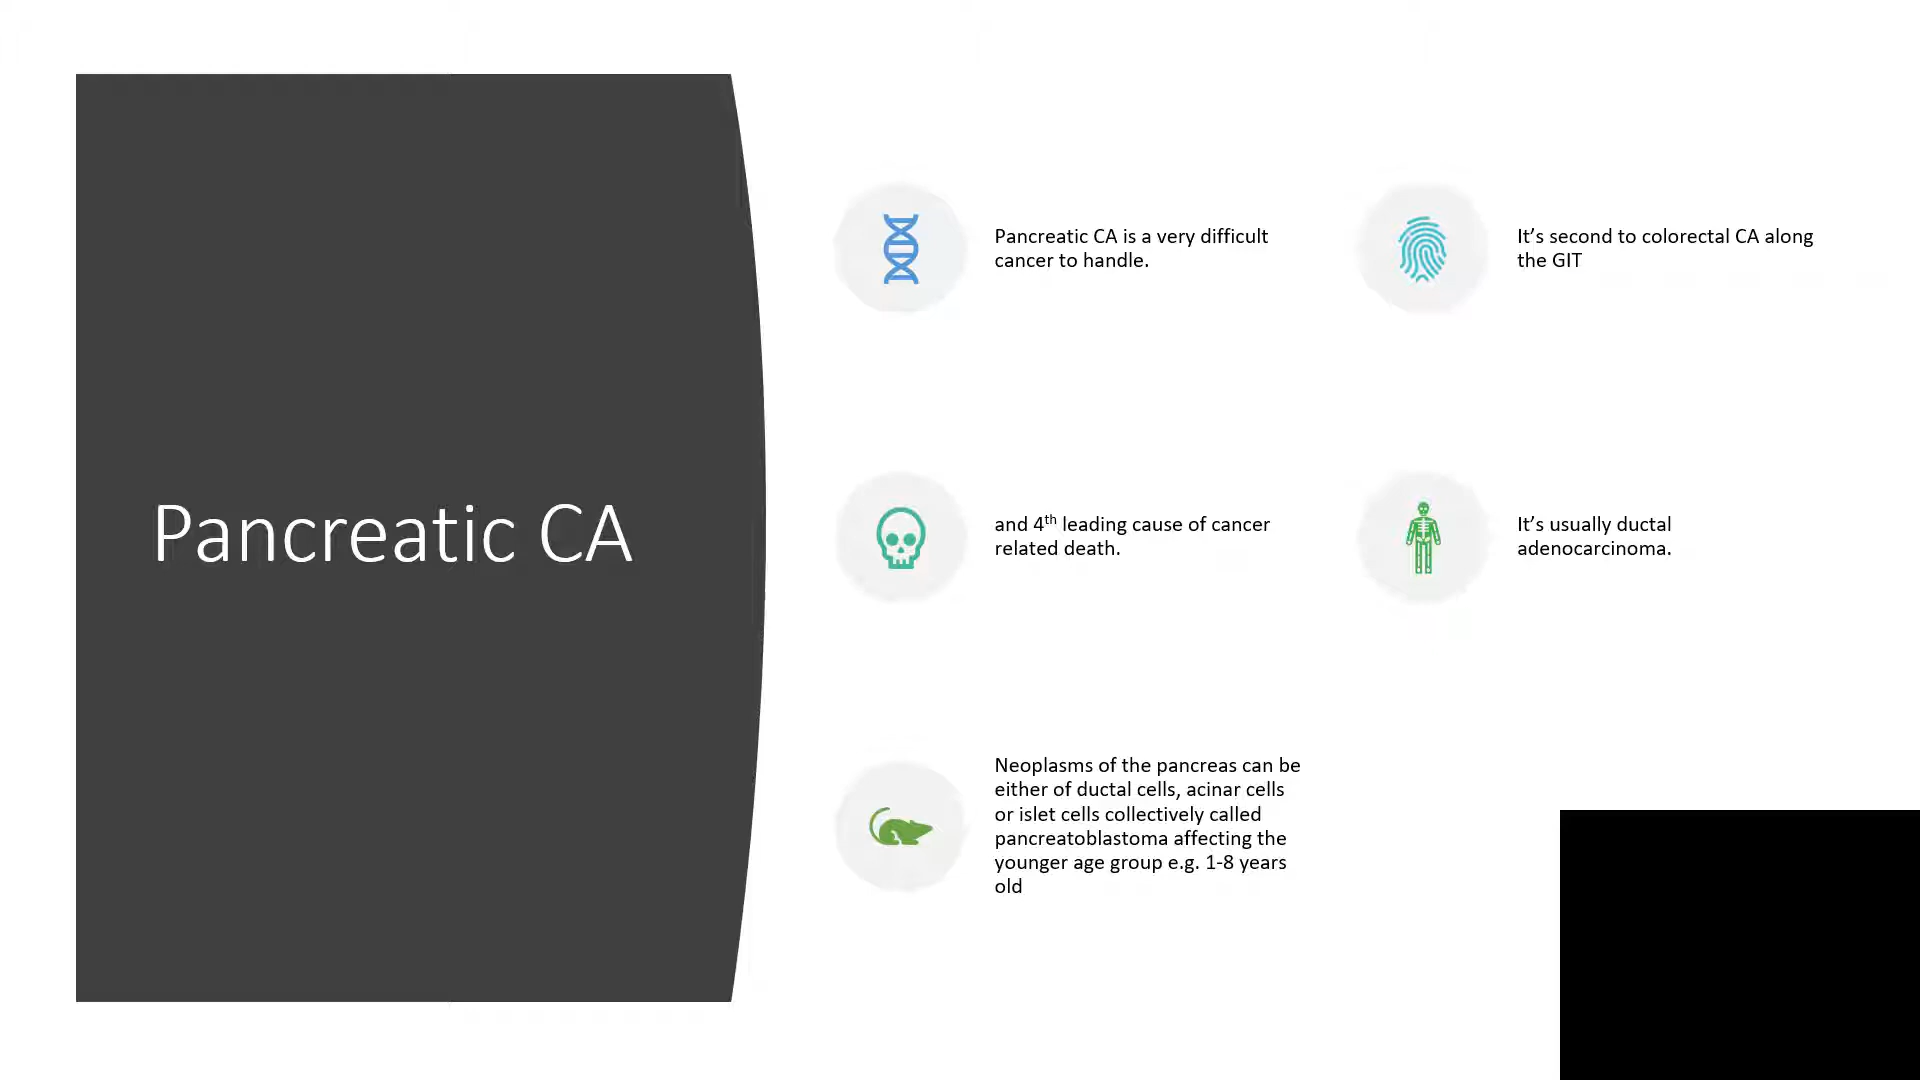 Pancreatic CA
Pancreatic CA is a very difficult
cancer to handle.
It’s second to colorectal CA along
the GIT
and 4th leading cause of cancer
related death.
It’s usually ductal
adenocarcinoma.
Neoplasms of the pancreas can be
either of ductal cells, acinar cells
or islet cells collectively called
pancreatoblastoma affecting the
younger age group e.g. 1-8 years
old